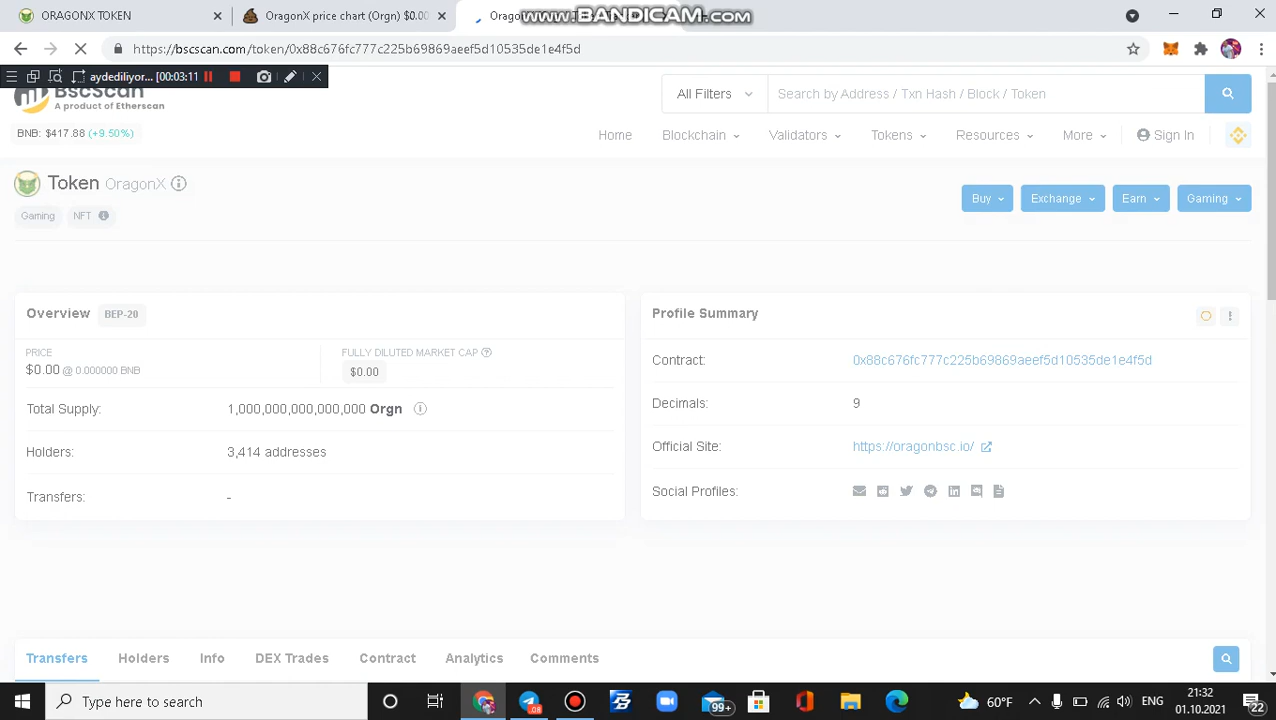 ORAGONX TOKEN
OragonX price chart (Orgn) $0.00
www.BANDICAM.com
https://bscscan.com/token/0x88c676fc777c225b69869aeef5d10535de1e4f5d
aydediliyor... [00:03:11]
BscScan
A product of Etherscan
All Filters
Search by Address / Txn Hash / Block / Token
BNB: $417.88 (+9.50%)
Home Blockchain Validators Tokens Resources More Sign In
Token OragonX
Gaming NFT
Buy Exchange Earn Gaming
Overview BEP-20
PRICE
$0.00 @ 0.000000 BNB
FULLY DILUTED MARKET CAP
$0.00
Total Supply: 1,000,000,000,000,000 Orgn
Holders: 3,414 addresses
Transfers: -
Profile Summary
Contract: 0x88c676fc777c225b69869aeef5d10535de1e4f5d
Decimals: 9
Official Site: https://oragonbsc.io/
Social Profiles:
Transfers Holders Info DEX Trades Contract Analytics Comments
Type here to search
99+
60°F
ENG
21:32
01.10.2021
22